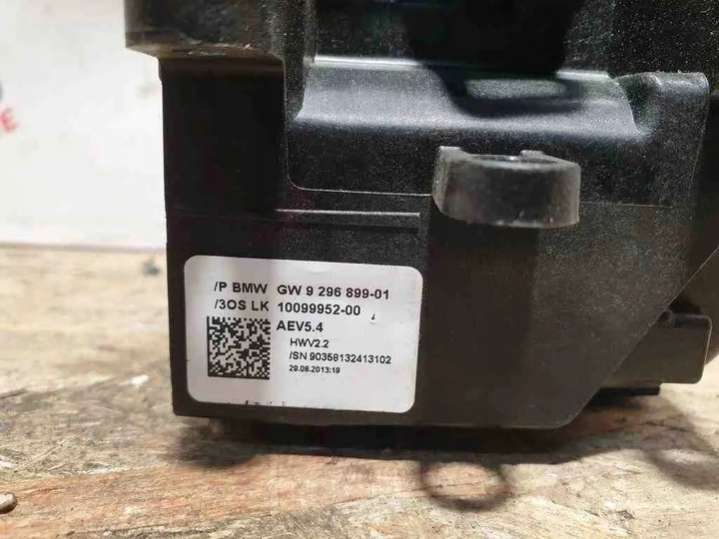 /P BMW GW 9 296 899-01
/3OS LK 10099952-00
AEV5.4
HWV2.2
/SN 90358132413102
29.08.2013:19